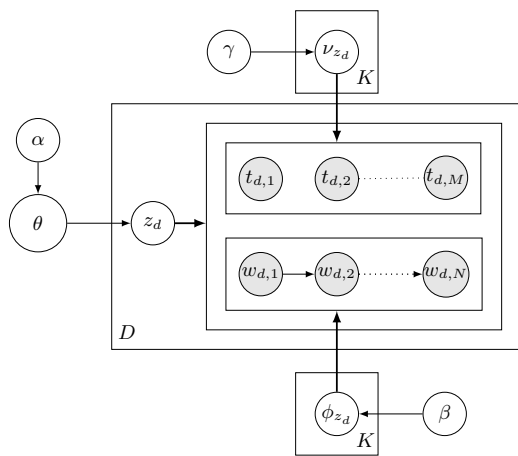 γ
ν_{z_d}
K
α
t_{d,1} t_{d,2} t_{d,M}
θ
z_d
w_{d,1} w_{d,2} w_{d,N}
D
ϕ_{z_d}
β
K